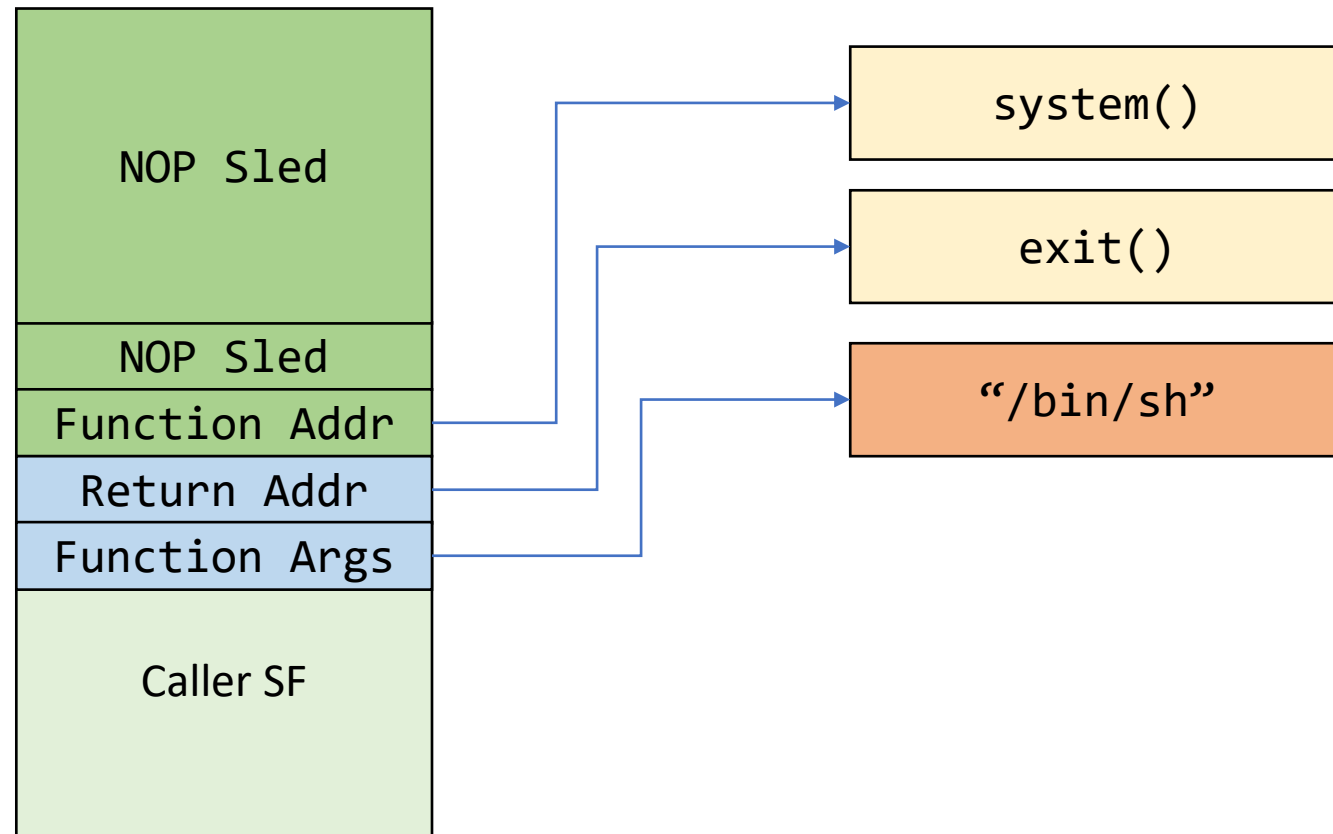 NOP Sled
NOP Sled
Function Addr
Return Addr
Function Args
Caller SF
system()
exit()
“/bin/sh”